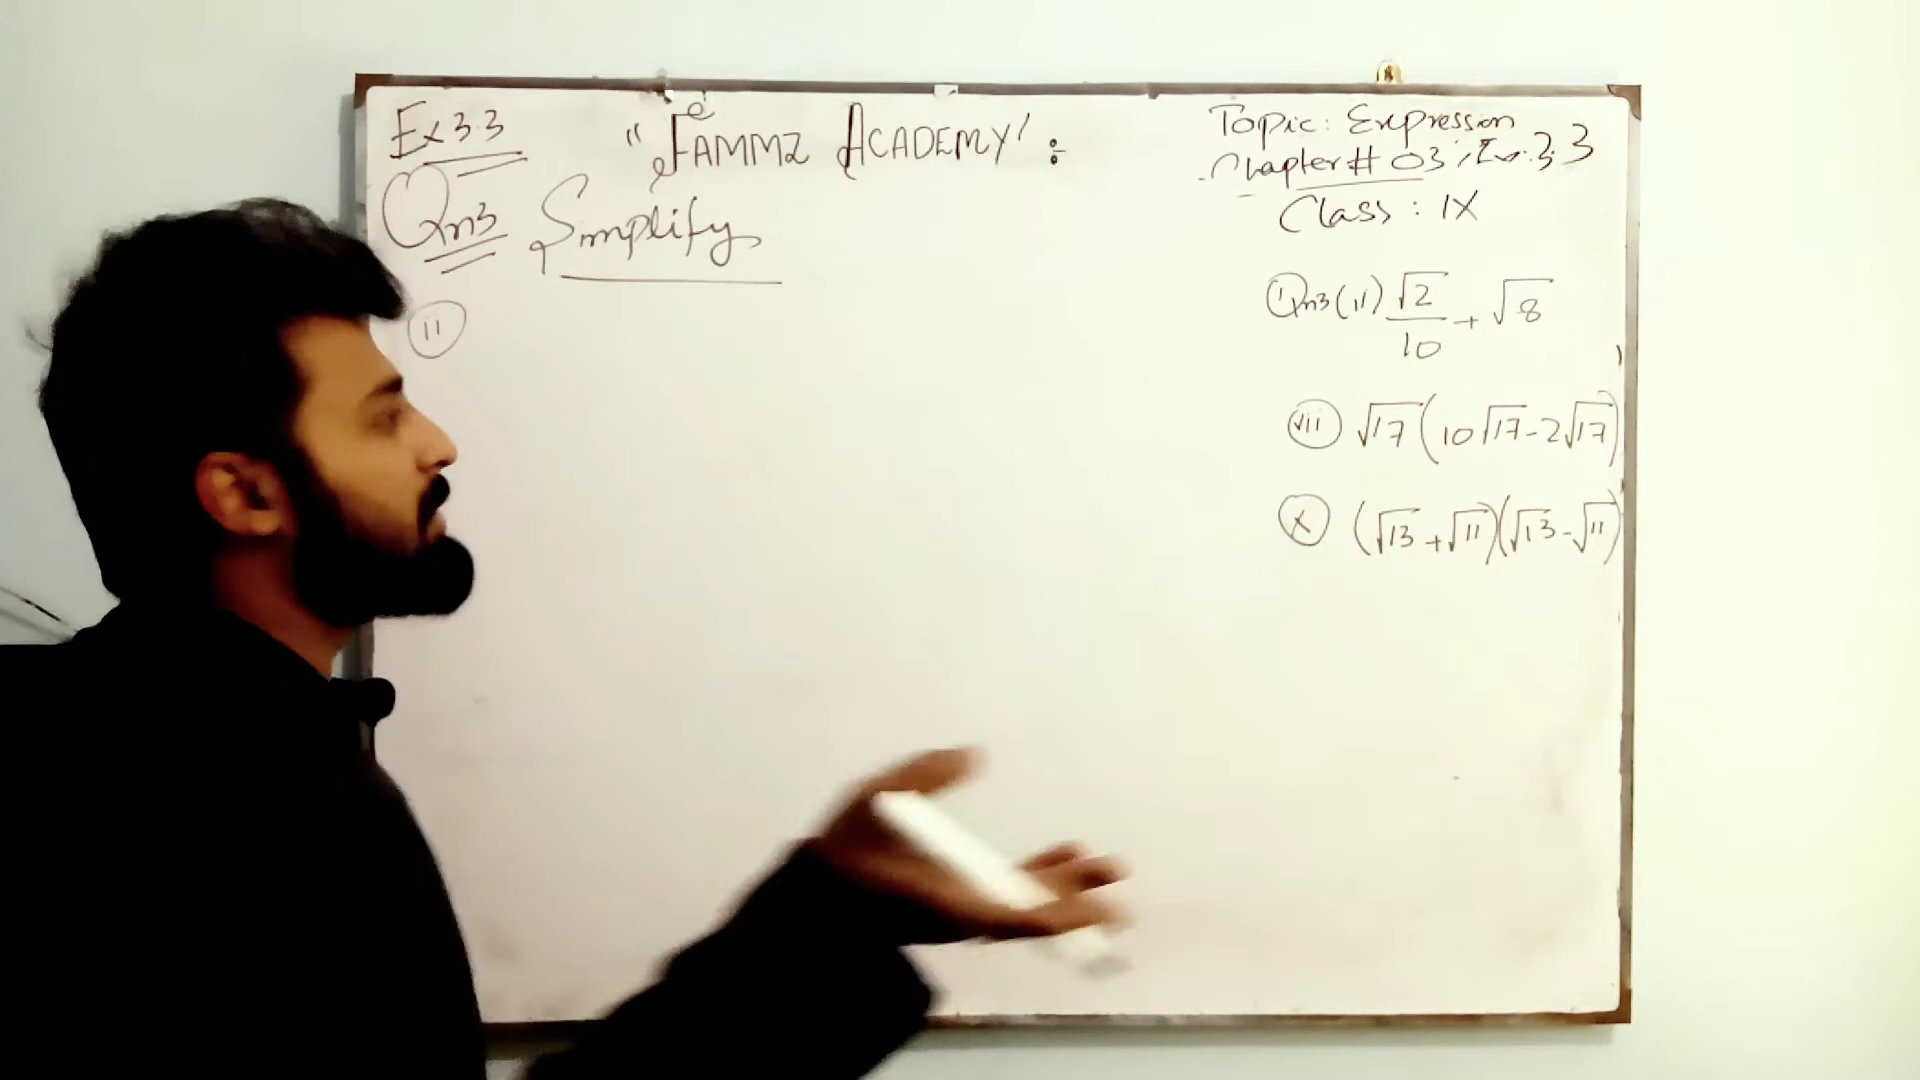 Ex 3.3
"FAMMZ ACADEMY" :
Topic: Expression
Chapter # 03, Ex: 3.3
Class: IX
Qn3 Simplify
ii
Qn3(ii) √2/10 + √8
vii √17(10√17-2√17)
x (√13+√11)(√13-√11)